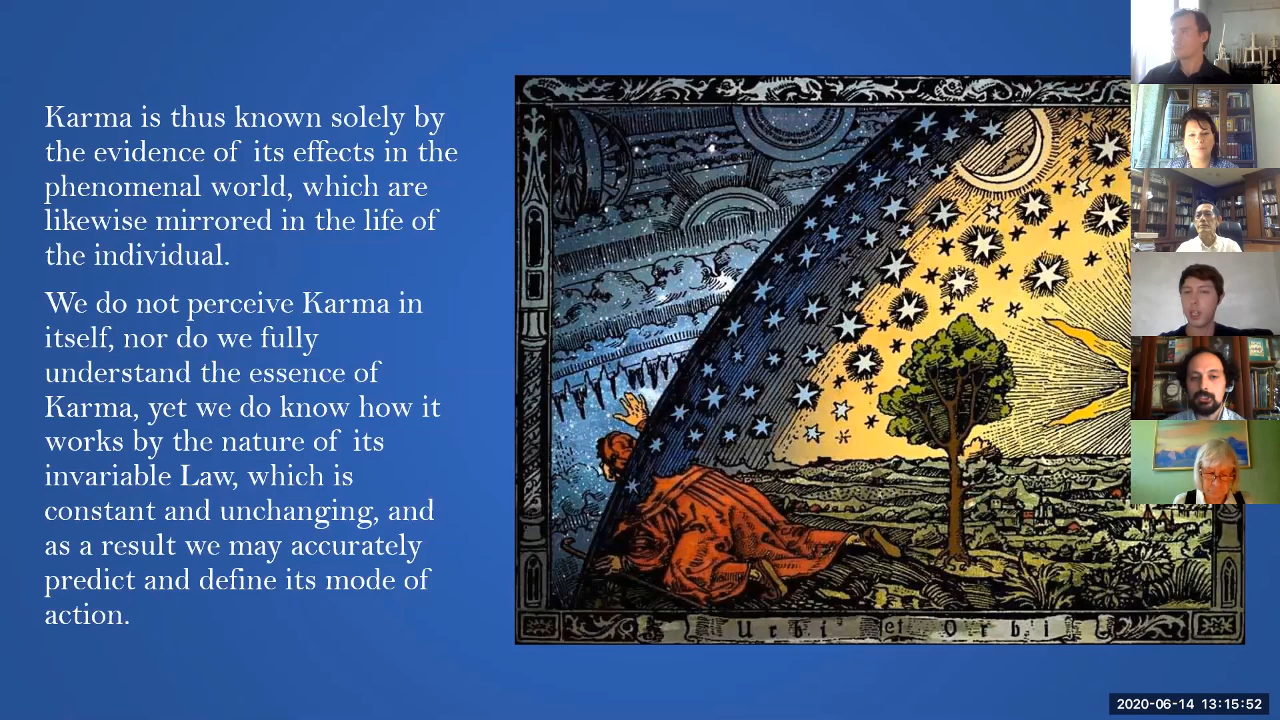 Karma is thus known solely by
the evidence of its effects in the
phenomenal world, which are
likewise mirrored in the life of
the individual.
We do not perceive Karma in
itself, nor do we fully
understand the essence of
Karma, yet we do know how it
works by the nature of its
invariable Law, which is
constant and unchanging, and
as a result we may accurately
predict and define its mode of
action.
Urbi et Orbi
2020-06-14 13:15:52